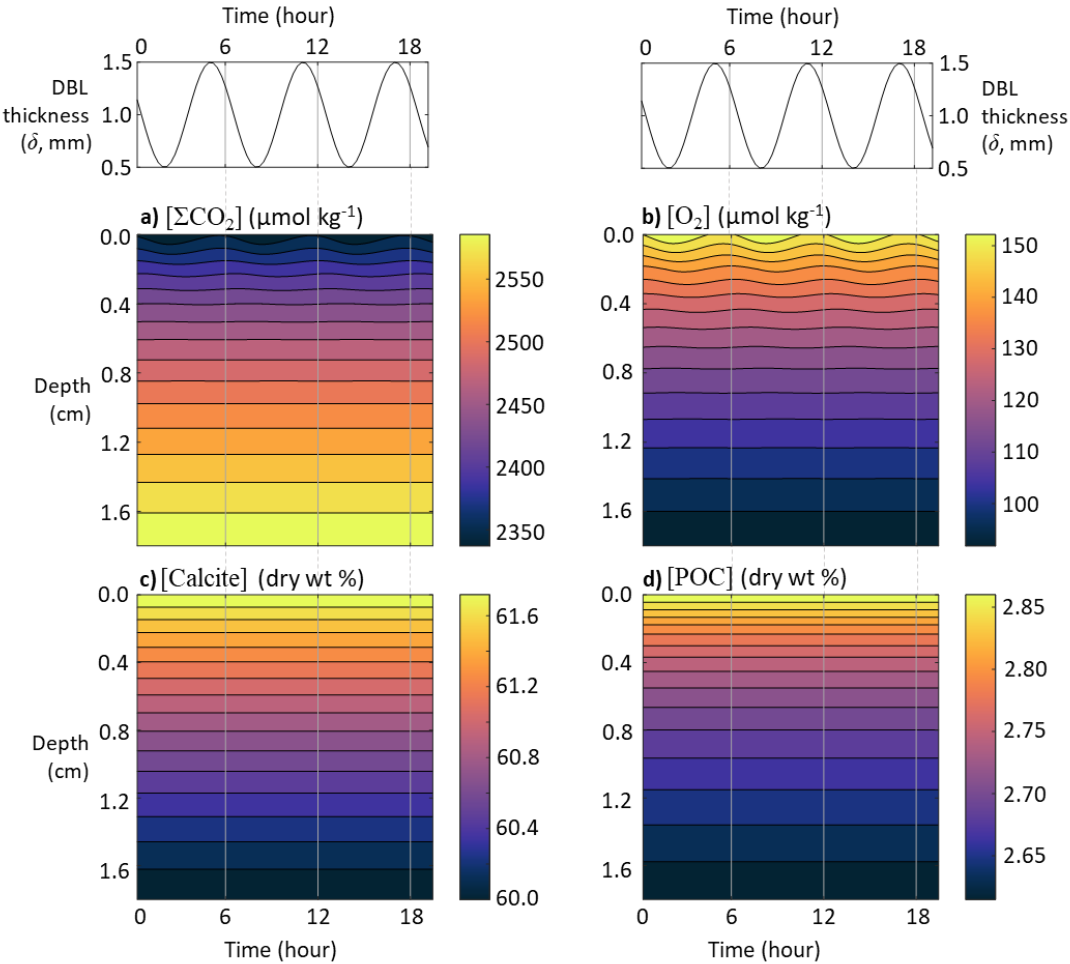 Time (hour)
0 6 12 18
DBL
thickness
(δ, mm)
1.5
1.0
0.5
Time (hour)
0 6 12 18
1.5
1.0
0.5
DBL
thickness
(δ, mm)
a) [ΣCO₂] (μmol kg⁻¹)
0.0
0.4
0.8
1.2
1.6
Depth
(cm)
2550
2500
2450
2400
2350
b) [O₂] (μmol kg⁻¹)
0.0
0.4
0.8
1.2
1.6
150
140
130
120
110
100
c) [Calcite] (dry wt %)
0.0
0.4
0.8
1.2
1.6
Depth
(cm)
61.6
61.2
60.8
60.4
60.0
0 6 12 18
Time (hour)
d) [POC] (dry wt %)
0.0
0.4
0.8
1.2
1.6
2.85
2.80
2.75
2.70
2.65
0 6 12 18
Time (hour)